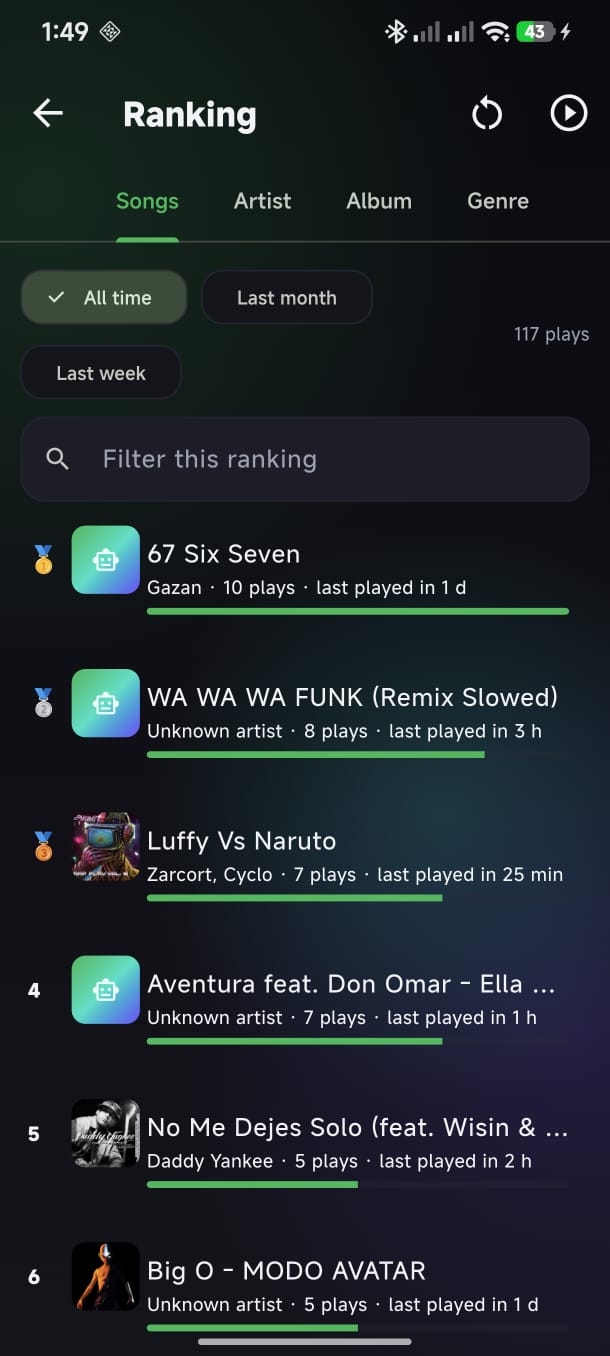 1:49
43
Ranking
Songs Artist Album Genre
All time Last month
117 plays
Last week
Filter this ranking
1
67 Six Seven
Gazan · 10 plays · last played in 1 d
2
WA WA WA FUNK (Remix Slowed)
Unknown artist · 8 plays · last played in 3 h
3
Luffy Vs Naruto
Zarcort, Cyclo · 7 plays · last played in 25 min
4
Aventura feat. Don Omar - Ella ...
Unknown artist · 7 plays · last played in 1 h
5
Daddy Yankee
No Me Dejes Solo (feat. Wisin & ...
Daddy Yankee · 5 plays · last played in 2 h
6
Big O - MODO AVATAR
Unknown artist · 5 plays · last played in 1 d